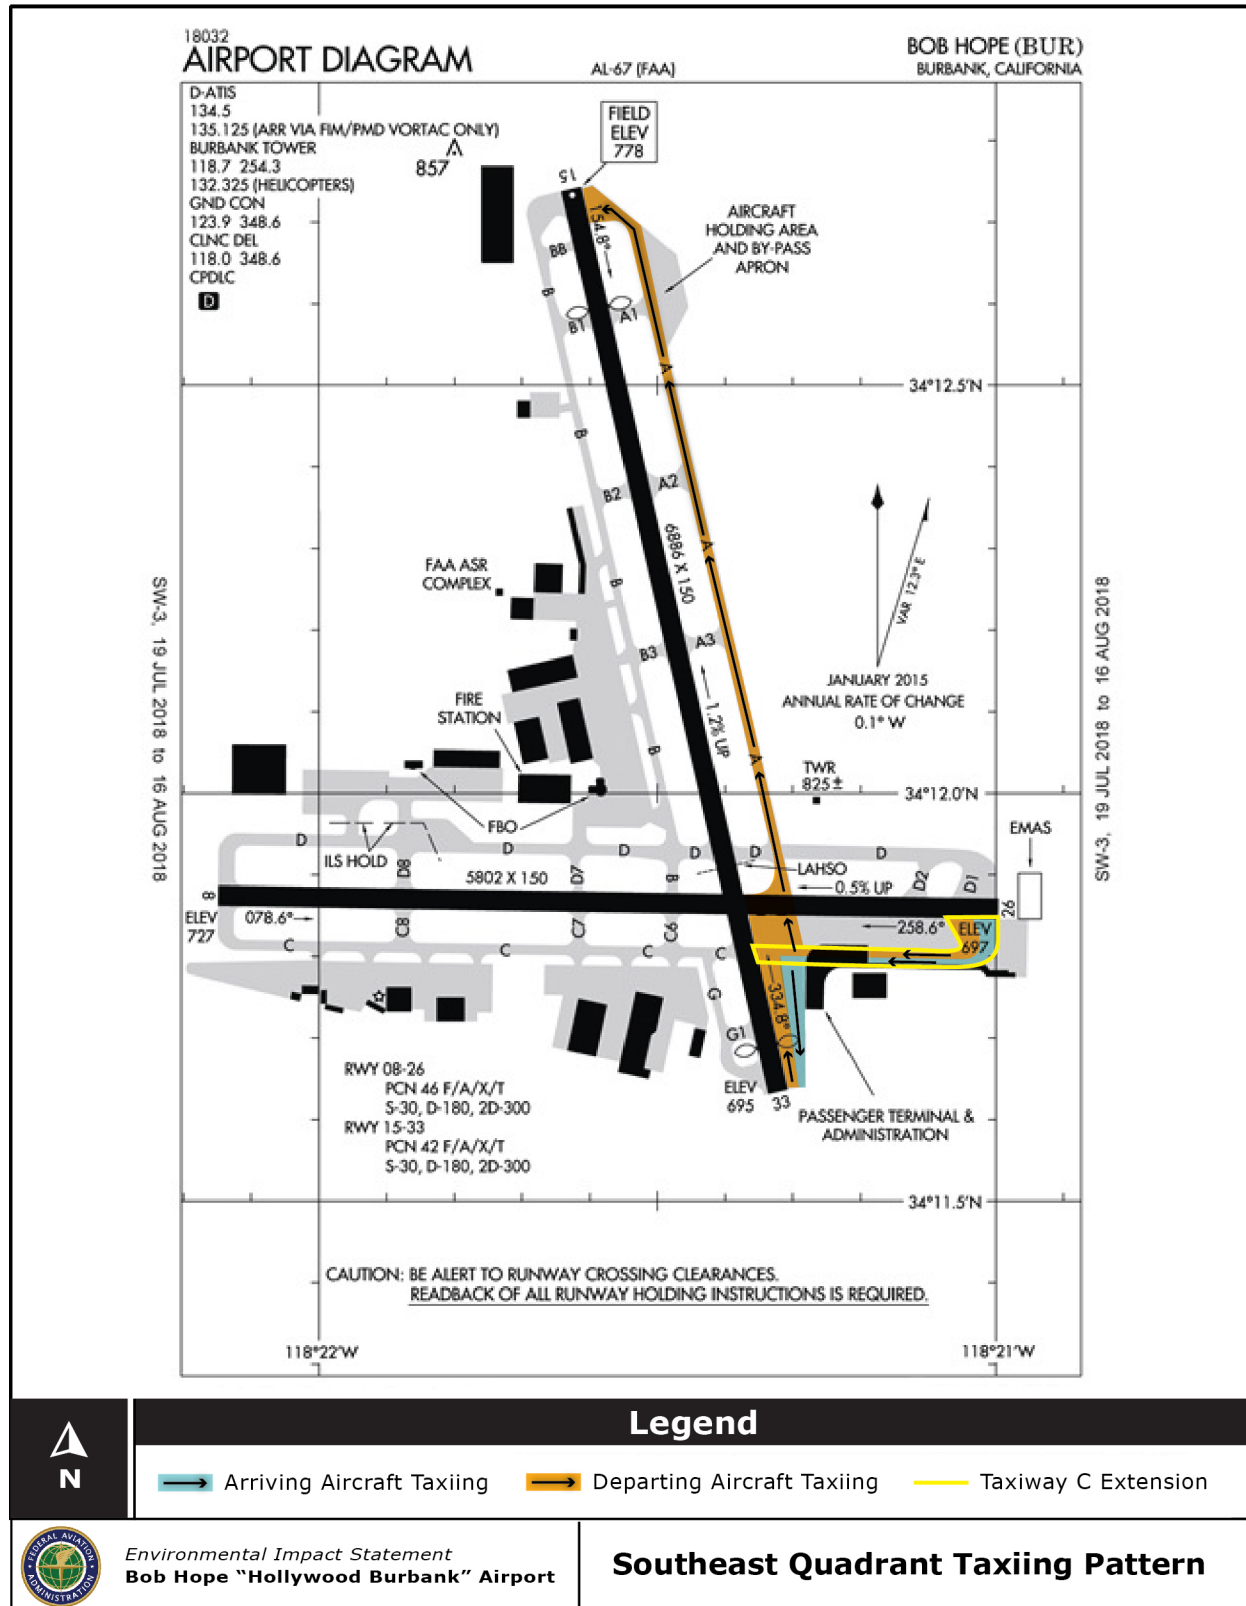 18032
AIRPORT DIAGRAM
AL-67 (FAA)
BOB HOPE (BUR)
BURBANK, CALIFORNIA
D-ATIS
134.5
135.125 (ARR VIA FIM/PMD VORTAC ONLY)
BURBANK TOWER
118.7 254.3
132.325 (HELICOPTERS)
GND CON
123.9 348.6
CLNC DEL
118.0 348.6
CPDLC
D
857
FIELD
ELEV
778
15
154.8°
AIRCRAFT
HOLDING AREA
AND BY-PASS
APRON
BB
B
B1
A1
A
34°12.5'N
B
B2
A2
A
6886 X 150
VAR 12.3° E
FAA ASR
COMPLEX
B
B3
A3
JANUARY 2015
ANNUAL RATE OF CHANGE
0.1° W
FIRE
STATION
1.2% UP
B
A
TWR
825 ±
34°12.0'N
FBO
EMAS
ILS HOLD
D
D
D
D
D
D
LAHSO
D8
D7
B
D2
D1
5802 X 150
0.5% UP
8
26
ELEV
727
078.6°
258.6°
ELEV
697
C8
C7
C6
C
C
C
C
G
334.8°
G1
ELEV
695
33
PASSENGER TERMINAL &
ADMINISTRATION
RWY 08-26
PCN 46 F/A/X/T
S-30, D-180, 2D-300
RWY 15-33
PCN 42 F/A/X/T
S-30, D-180, 2D-300
34°11.5'N
CAUTION: BE ALERT TO RUNWAY CROSSING CLEARANCES.
READBACK OF ALL RUNWAY HOLDING INSTRUCTIONS IS REQUIRED.
118°22'W
118°21'W
SW-3, 19 JUL 2018 to 16 AUG 2018
SW-3, 19 JUL 2018 to 16 AUG 2018
N
Legend
Arriving Aircraft Taxiing
Departing Aircraft Taxiing
Taxiway C Extension
FEDERAL AVIATION
ADMINISTRATION
Environmental Impact Statement
Bob Hope “Hollywood Burbank” Airport
Southeast Quadrant Taxiing Pattern